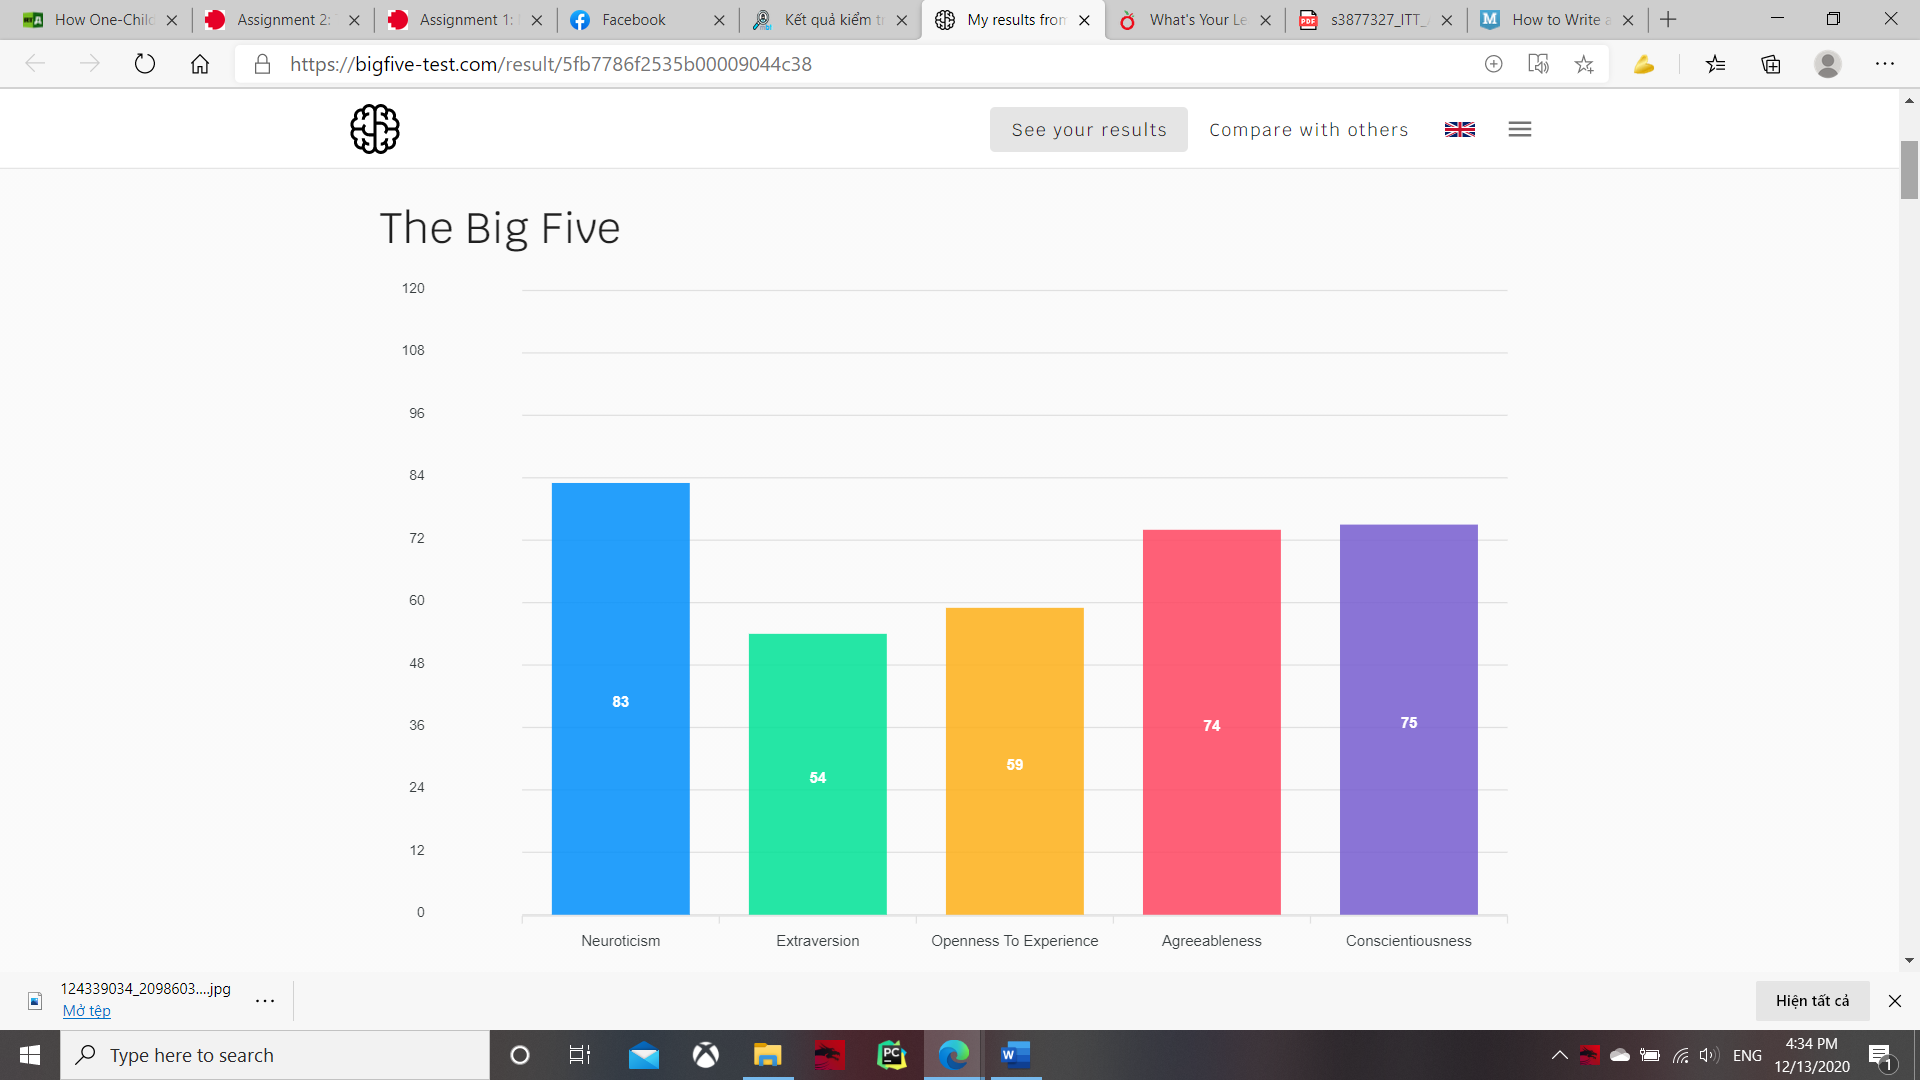 How One-Chil
Assignment 2:
Assignment 1:
Facebook
Kết quả kiểm tr
My results from
What's Your Le
s3877327_ITT_
How to Write a
https://bigfive-test.com/result/5fb7786f2535b00009044c38
See your results
Compare with others
The Big Five
120
108
96
84
72
60
48
36
24
12
0
83
54
59
74
75
Neuroticism
Extraversion
Openness To Experience
Agreeableness
Conscientiousness
124339034_2098603....jpg
Mở tệp
Hiện tất cả
Type here to search
ENG
4:34 PM
12/13/2020
1